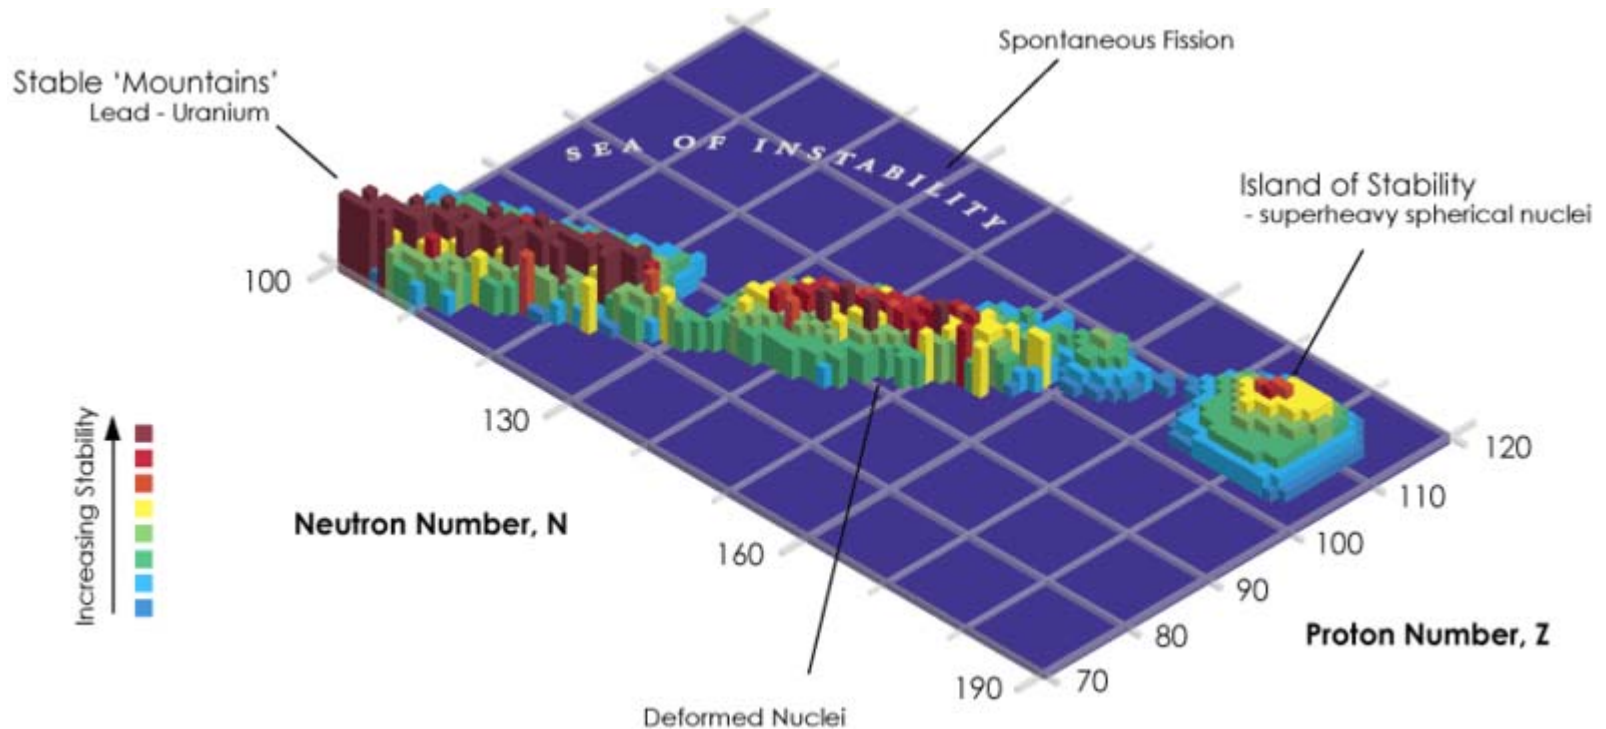 Spontaneous Fission
Stable 'Mountains'
Lead - Uranium
SEA OF INSTABILITY
Island of Stability
- superheavy spherical nuclei
100
130
160
190
Neutron Number, N
Increasing Stability
120
110
100
90
80
70
Proton Number, Z
Deformed Nuclei